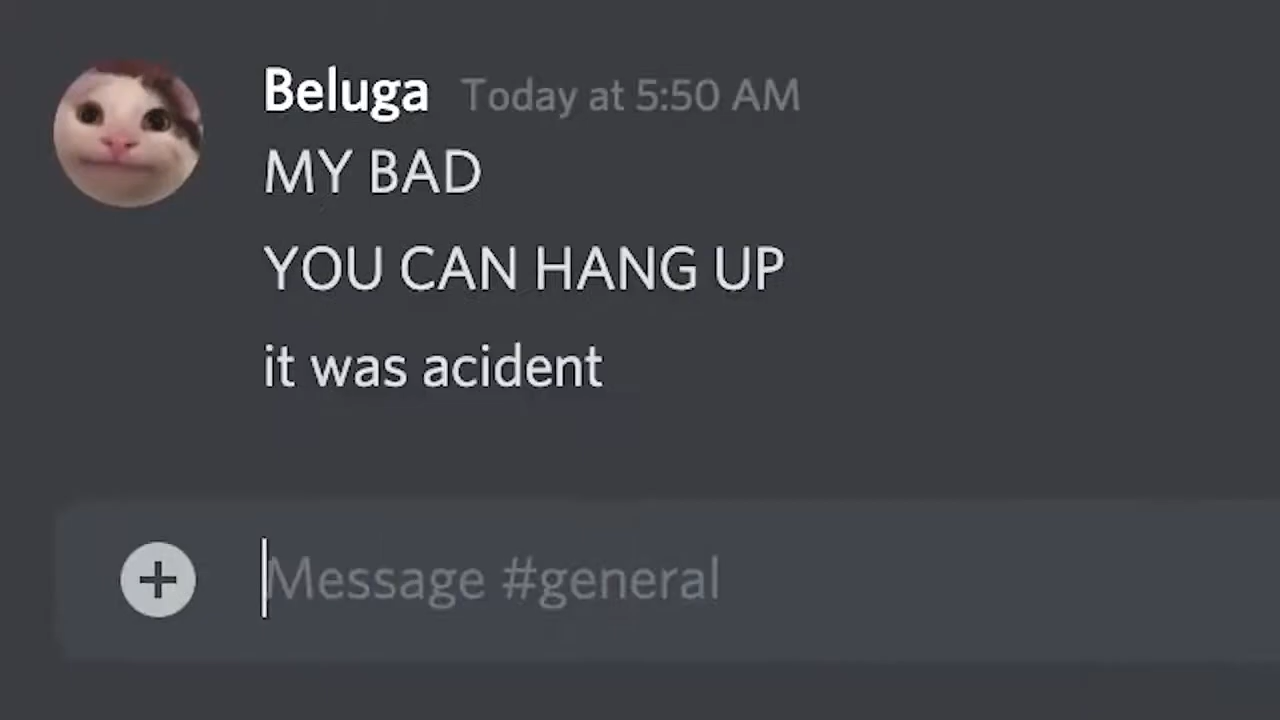 Beluga Today at 5:50 AM
MY BAD
YOU CAN HANG UP
it was acident
Message #general